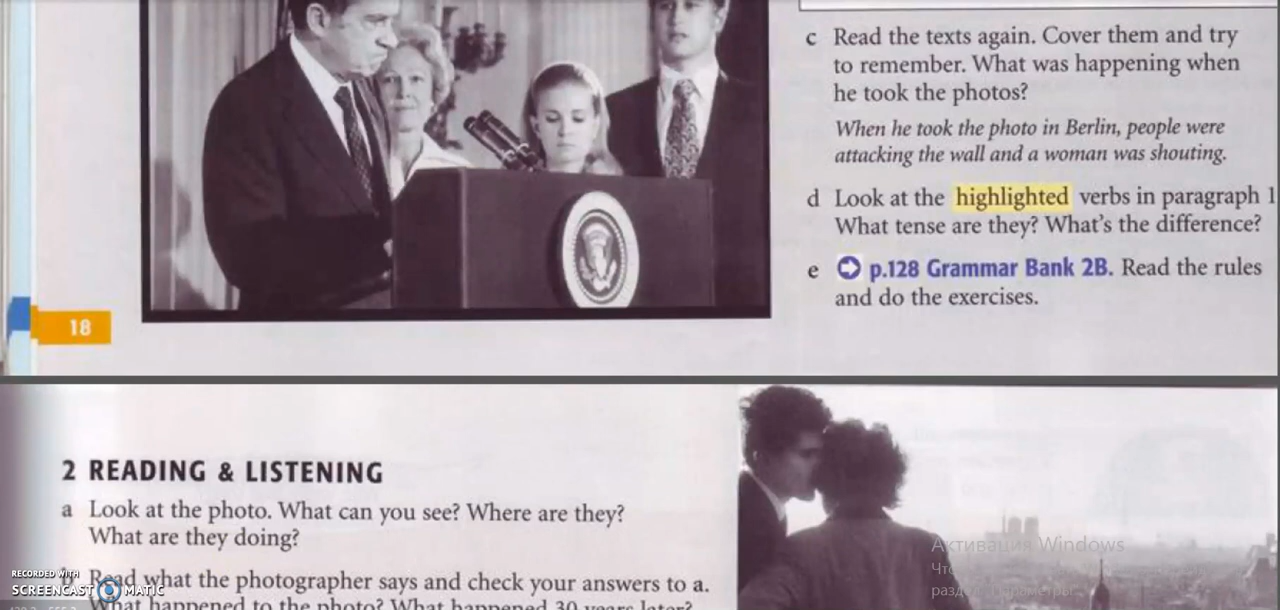 c Read the texts again. Cover them and try
to remember. What was happening when
he took the photos?
When he took the photo in Berlin, people were
attacking the wall and a woman was shouting.
d Look at the highlighted verbs in paragraph 1
What tense are they? What's the difference?
e p.128 Grammar Bank 2B. Read the rules
and do the exercises.
18
2 READING & LISTENING
a Look at the photo. What can you see? Where are they?
What are they doing?
b Read what the photographer says and check your answers to a.
What happened to the photo? What happened 30 years later?
Активация Windows
раздел
Параметры
RECORDED WITH
SCREENCAST MATIC